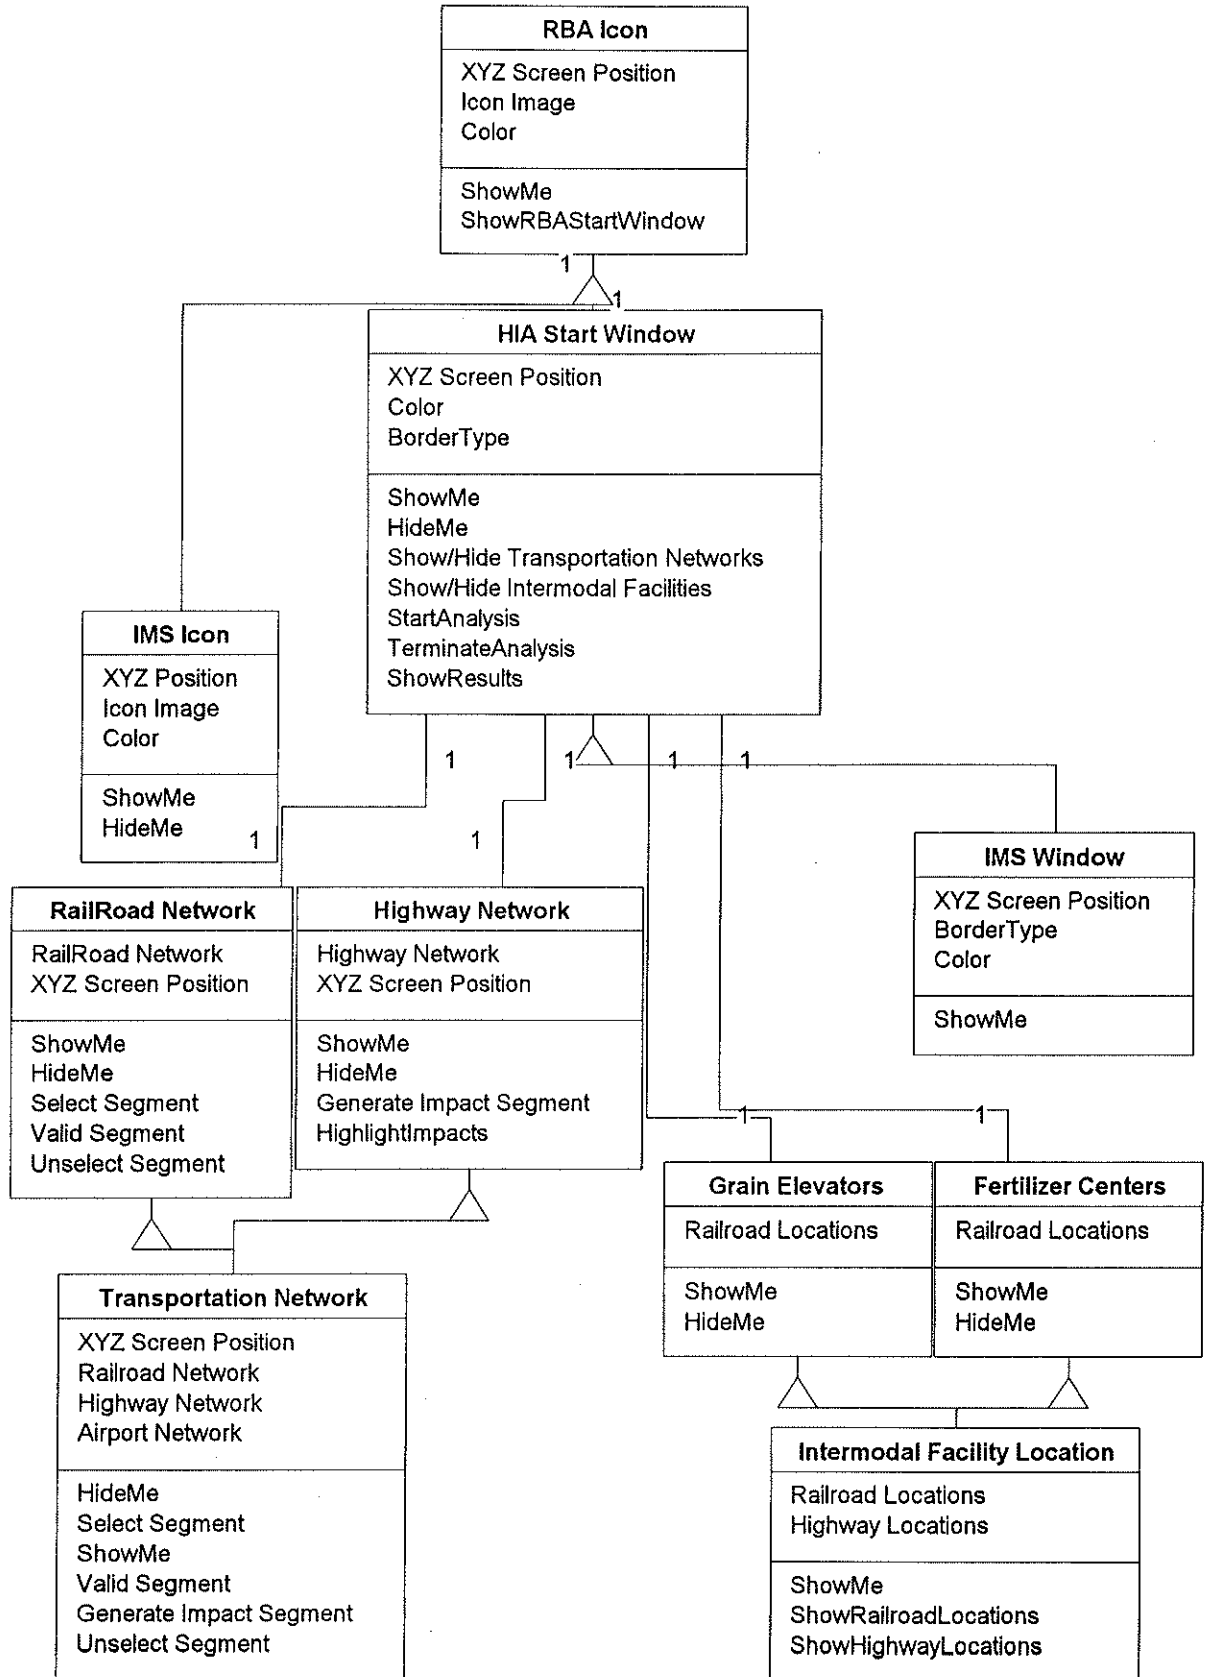 RBA Icon
XYZ Screen Position
Icon Image
Color
ShowMe
ShowRBAStartWindow
1
1
HIA Start Window
XYZ Screen Position
Color
BorderType
ShowMe
HideMe
Show/Hide Transportation Networks
Show/Hide Intermodal Facilities
StartAnalysis
TerminateAnalysis
ShowResults
IMS Icon
XYZ Position
Icon Image
Color
ShowMe
HideMe
1
1
1
1
1
1
IMS Window
XYZ Screen Position
BorderType
Color
ShowMe
RailRoad Network
RailRoad Network
XYZ Screen Position
ShowMe
HideMe
Select Segment
Valid Segment
Unselect Segment
Highway Network
Highway Network
XYZ Screen Position
ShowMe
HideMe
Generate Impact Segment
HighlightImpacts
1
1
Grain Elevators
Railroad Locations
ShowMe
HideMe
Fertilizer Centers
Railroad Locations
ShowMe
HideMe
Transportation Network
XYZ Screen Position
Railroad Network
Highway Network
Airport Network
HideMe
Select Segment
ShowMe
Valid Segment
Generate Impact Segment
Unselect Segment
Intermodal Facility Location
Railroad Locations
Highway Locations
ShowMe
ShowRailroadLocations
ShowHighwayLocations